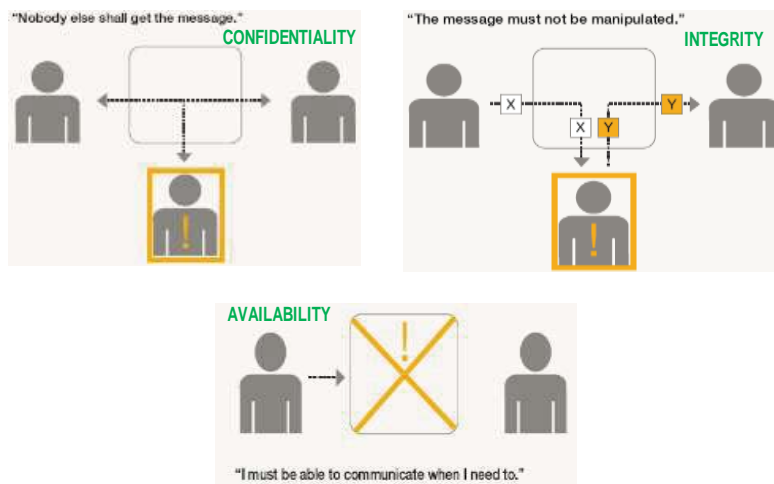 "Nobody else shall get the message."
CONFIDENTIALITY
!
"The message must not be manipulated."
INTEGRITY
X
Y
X
Y
!
AVAILABILITY
!
"I must be able to communicate when I need to."